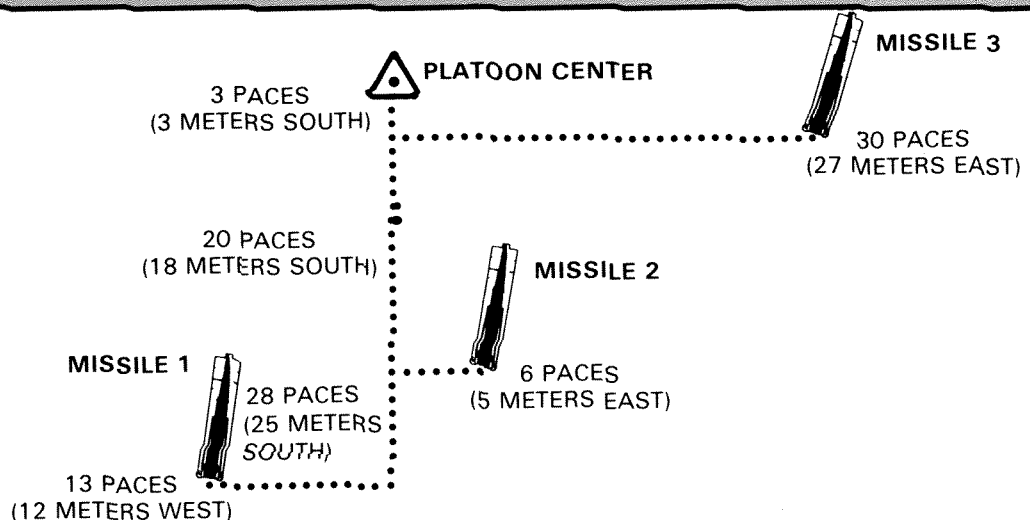 MISSILE 3
PLATOON CENTER
3 PACES
(3 METERS SOUTH)
30 PACES
(27 METERS EAST)
20 PACES
(18 METERS SOUTH)
MISSILE 2
MISSILE 1
6 PACES
(5 METERS EAST)
28 PACES
(25 METERS
SOUTH)
13 PACES
(12 METERS WEST)